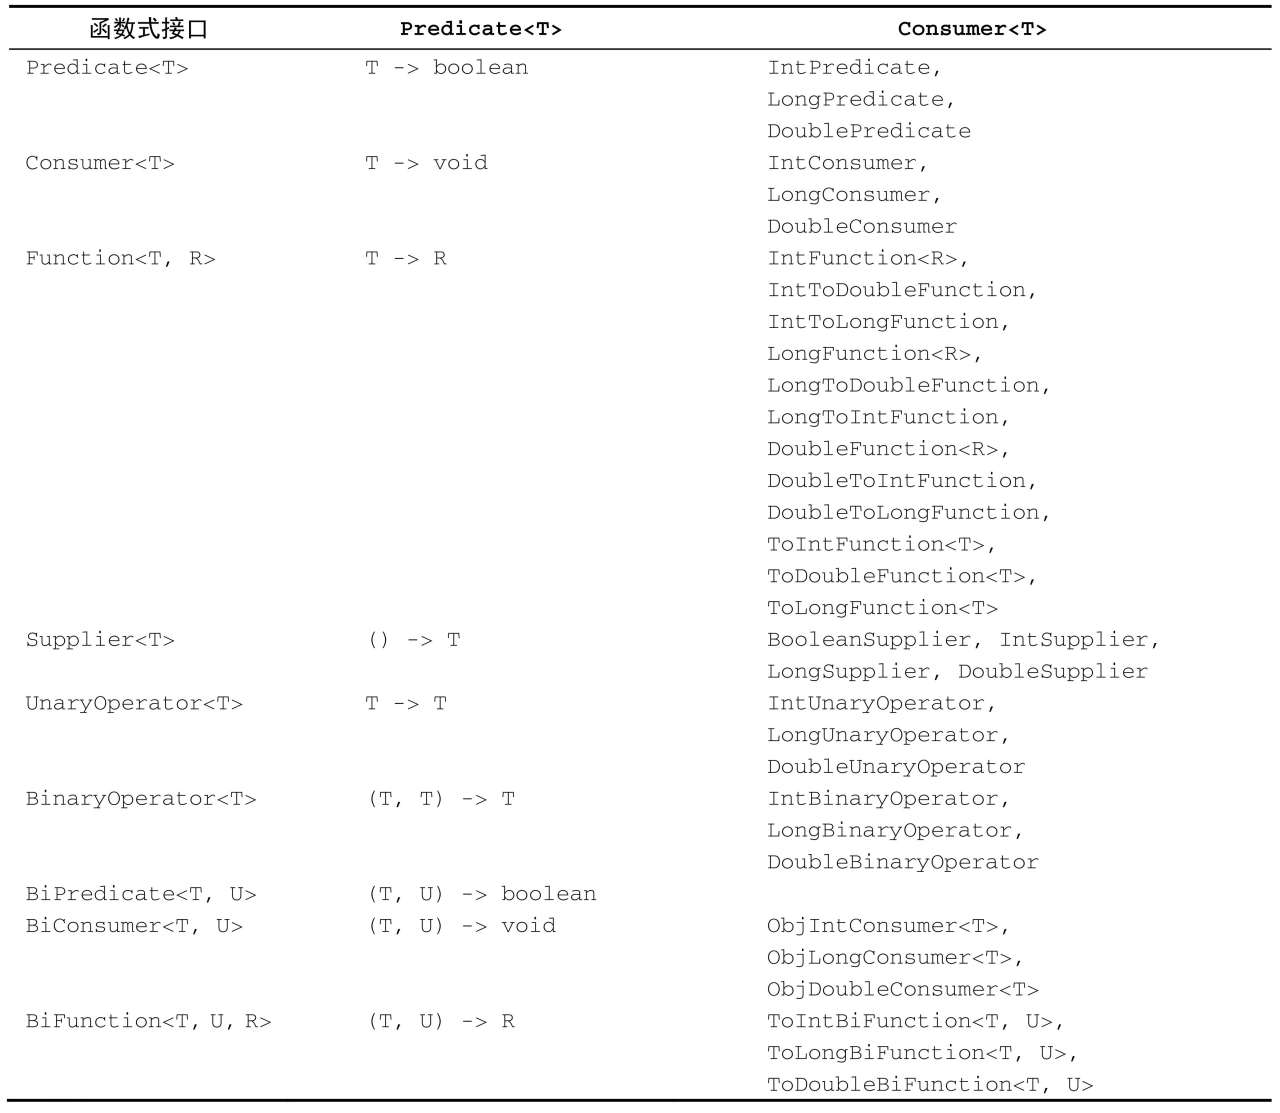 函数式接口 Predicate<T> Consumer<T>
Predicate<T> T -> boolean IntPredicate,
LongPredicate,
DoublePredicate
Consumer<T> T -> void IntConsumer,
LongConsumer,
DoubleConsumer
Function<T, R> T -> R IntFunction<R>,
IntToDoubleFunction,
IntToLongFunction,
LongFunction<R>,
LongToDoubleFunction,
LongToIntFunction,
DoubleFunction<R>,
DoubleToIntFunction,
DoubleToLongFunction,
ToIntFunction<T>,
ToDoubleFunction<T>,
ToLongFunction<T>
Supplier<T> () -> T BooleanSupplier, IntSupplier,
LongSupplier, DoubleSupplier
UnaryOperator<T> T -> T IntUnaryOperator,
LongUnaryOperator,
DoubleUnaryOperator
BinaryOperator<T> (T, T) -> T IntBinaryOperator,
LongBinaryOperator,
DoubleBinaryOperator
BiPredicate<T, U> (T, U) -> boolean
BiConsumer<T, U> (T, U) -> void ObjIntConsumer<T>,
ObjLongConsumer<T>,
ObjDoubleConsumer<T>
BiFunction<T, U, R> (T, U) -> R ToIntBiFunction<T, U>,
ToLongBiFunction<T, U>,
ToDoubleBiFunction<T, U>